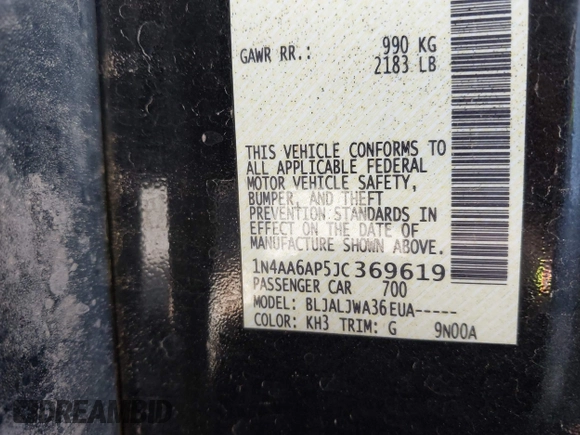 GAWR RR.: 990 KG
2183 LB
THIS VEHICLE CONFORMS TO
ALL APPLICABLE FEDERAL
MOTOR VEHICLE SAFETY,
BUMPER, AND THEFT
PREVENTION STANDARDS IN
EFFECT ON THE DATE OF
MANUFACTURE SHOWN ABOVE.
1N4AA6AP5JC369619
PASSENGER CAR 700
MODEL: BLJALJWA36EUA-----
COLOR: KH3 TRIM: G 9N00A
DREAMBID